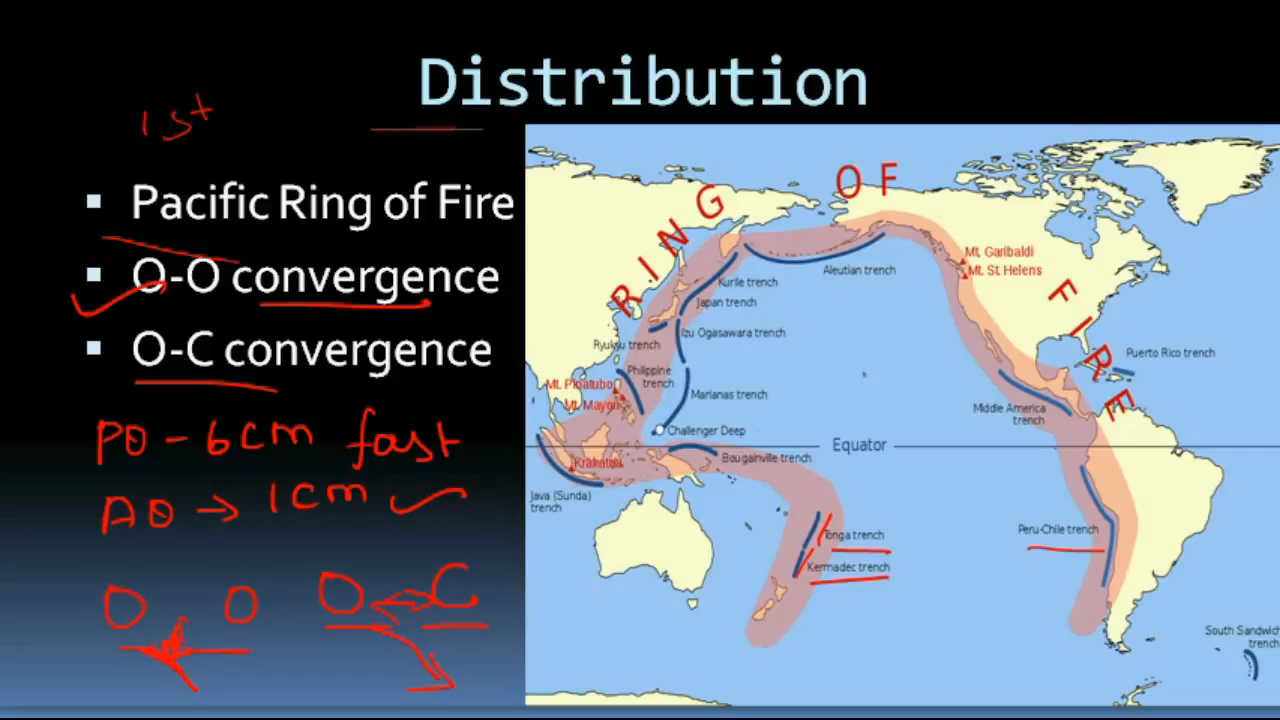 Distribution
1st
▪ Pacific Ring of Fire
▪ O-O convergence
▪ O-C convergence
PO - 6cm fast
AO → 1cm
O O O ↔ C
RING OF FIRE
Mt. Garibaldi
Mt. St. Helens
Aleutian trench
Kurile trench
Japan trench
Izu Ogasawara trench
Ryukyu trench
Puerto Rico trench
Philippine
trench
Mt. Pinatubo
Mt. Mayon
Marianas trench
Middle America
trench
Challenger Deep
Equator
Bougainville trench
Krakatoa
Java (Sunda)
trench
Tonga trench
Kermadec trench
Peru-Chile trench
South Sandwich
trench